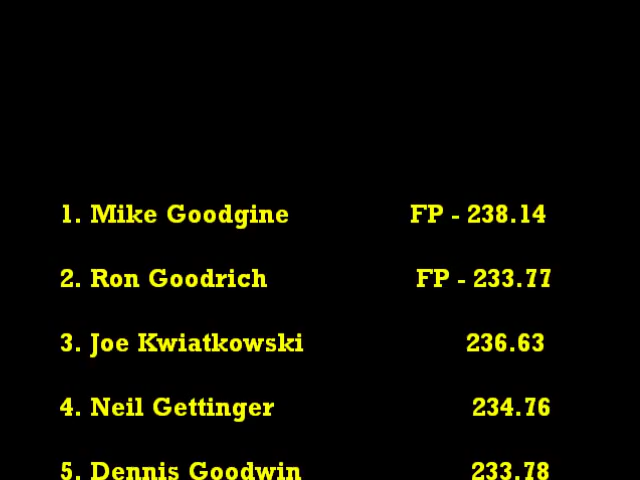 1. Mike Goodgine FP - 238.14
2. Ron Goodrich FP - 233.77
3. Joe Kwiatkowski 236.63
4. Neil Gettinger 234.76
5. Dennis Goodwin 233.78